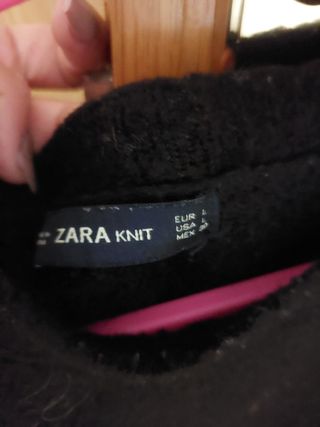 ZARA KNIT
EUR L
USA L
MEX